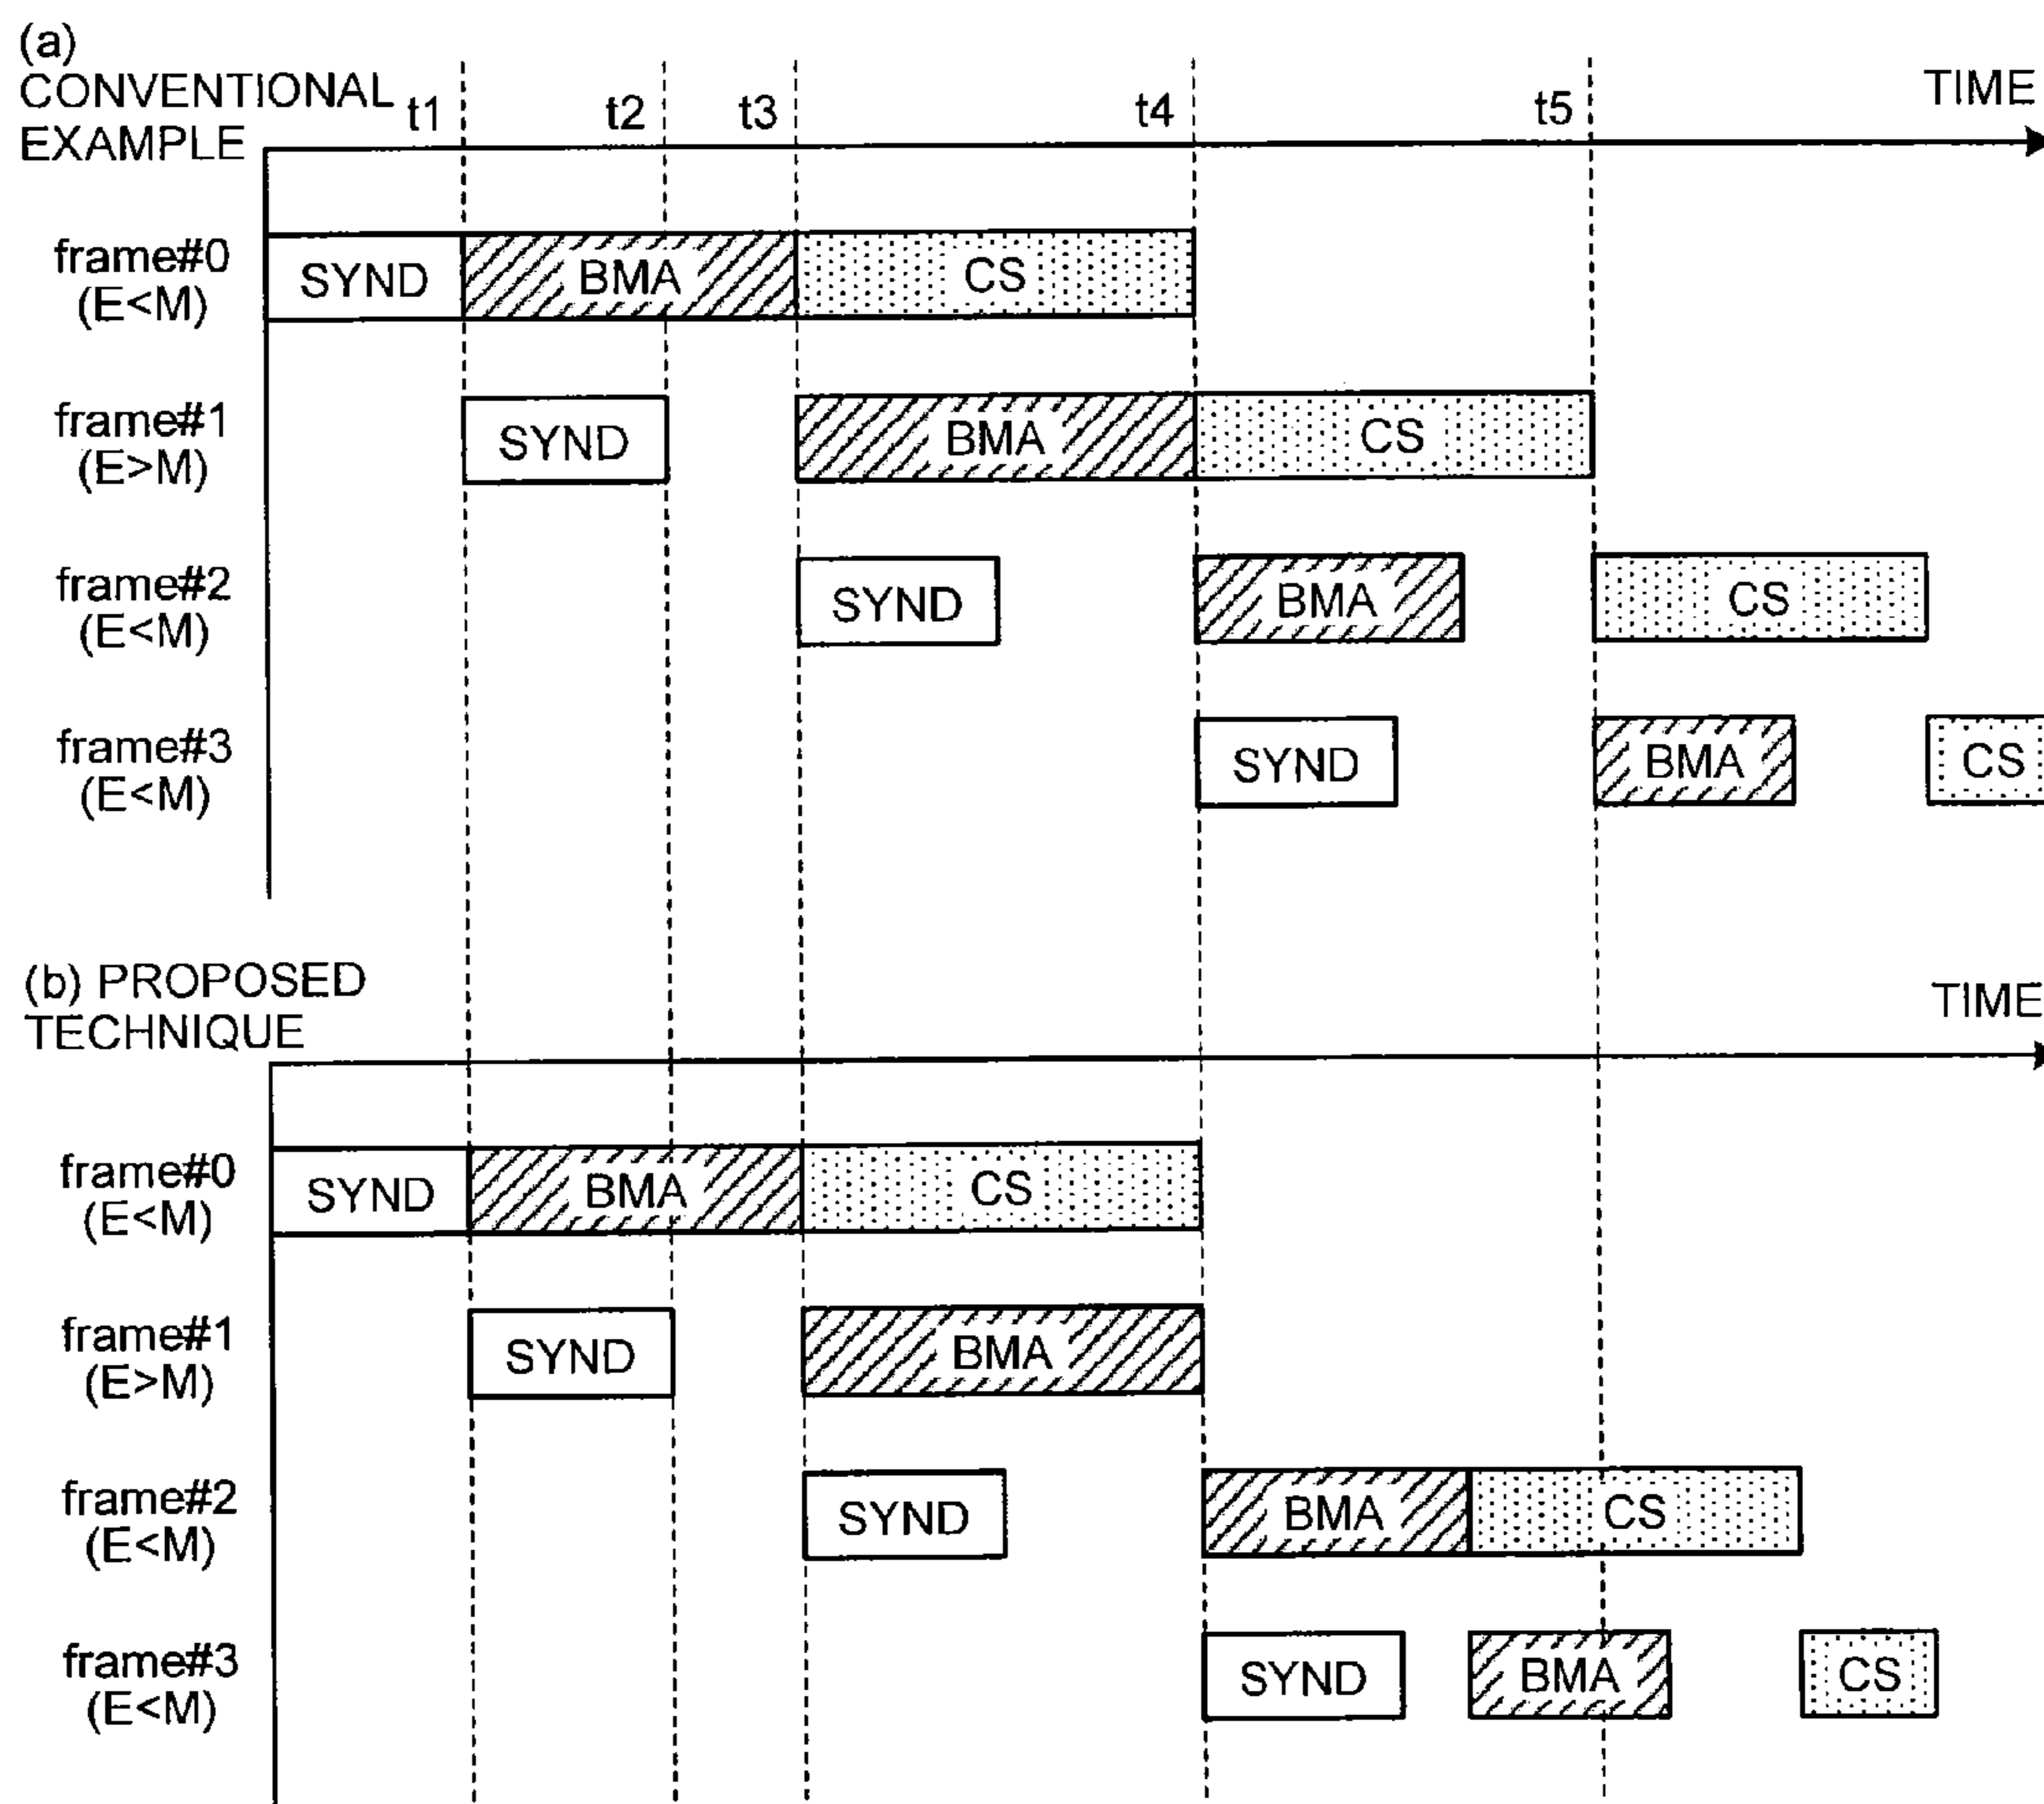 (a)
CONVENTIONAL
EXAMPLE
t1 t2 t3 t4 t5 TIME
frame#0
(E<M)
SYND BMA CS
frame#1
(E>M)
SYND BMA CS
frame#2
(E<M)
SYND BMA CS
frame#3
(E<M)
SYND BMA CS
(b) PROPOSED
TECHNIQUE
TIME
frame#0
(E<M)
SYND BMA CS
frame#1
(E>M)
SYND BMA
frame#2
(E<M)
SYND BMA CS
frame#3
(E<M)
SYND BMA CS